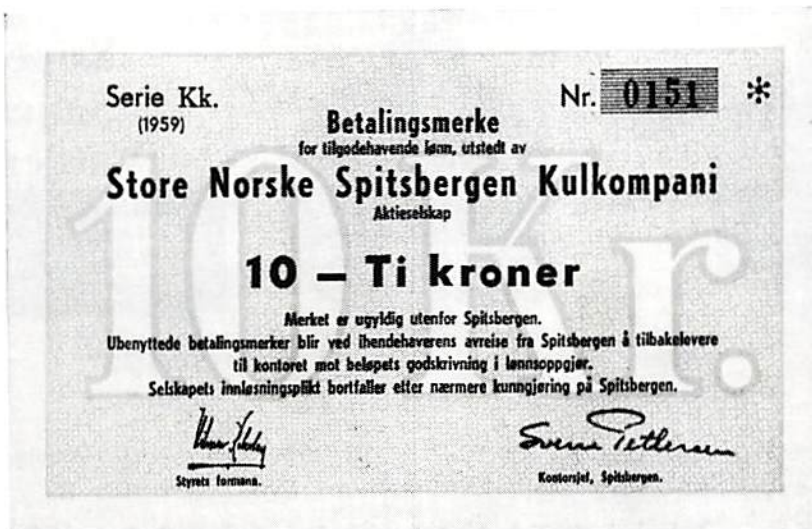 Serie Kk.
(1959)
Nr. 0151 *
Betalingsmerke
for tilgodehavende lønn, utstedt av
Store Norske Spitsbergen Kulkompani
Aktieselskap
10 Kr.
10 — Ti kroner
Merket er ugyldig utenfor Spitsbergen.
Ubenyttede betalingsmerker blir ved ihendehaverens avreise fra Spitsbergen å tilbakelevere
til kontoret mot beløpets godskrivning i lønnsoppgjør.
Selskapets innløsningsplikt bortfaller etter nærmere kunngjøring på Spitsbergen.
Svenn Pettersen
Styrets formann.
Kontorsjef, Spitsbergen.